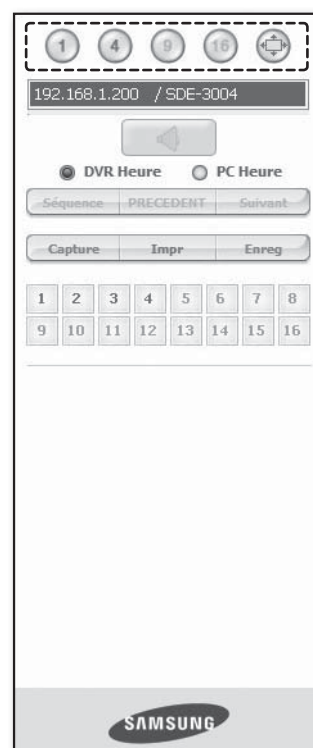 1 4 9 16
192.168.1.200 / SDE-3004
DVR Heure PC Heure
Séquence PRECEDENT Suivant
Capture Impr Enreg
1 2 3 4 5 6 7 8
9 10 11 12 13 14 15 16
SAMSUNG